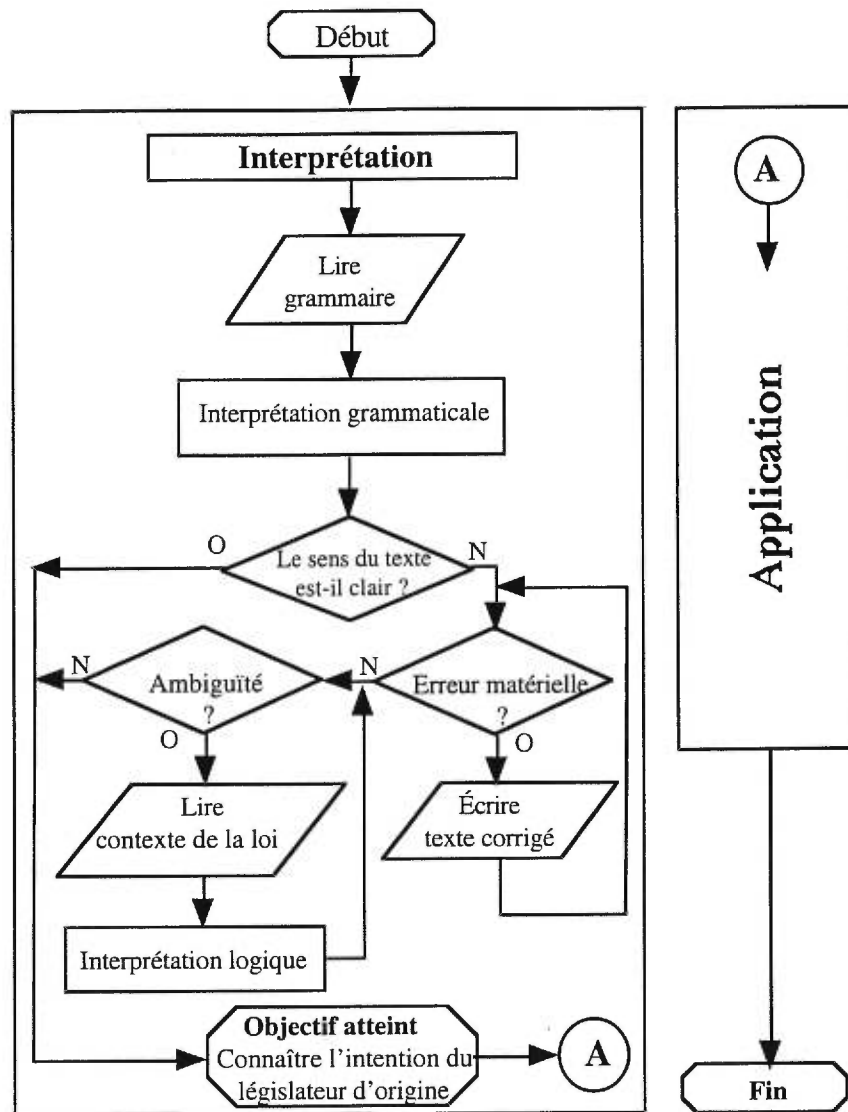 Début
Interprétation
Lire
grammaire
Interprétation grammaticale
O
Le sens du texte
est-il clair ?
N
N
Ambiguïté
?
O
N
Erreur matérielle
?
O
Lire
contexte de la loi
Écrire
texte corrigé
Interprétation logique
Objectif atteint
Connaître l'intention du
législateur d'origine
A
A
Application
Fin